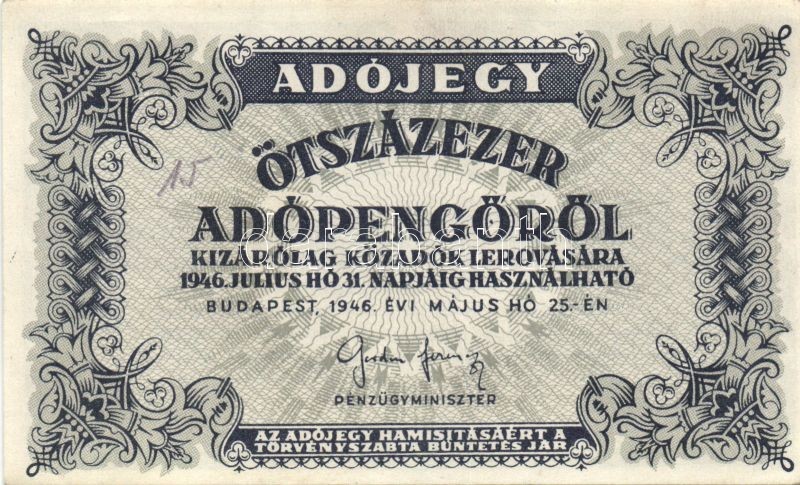 ADÓJEGY
ÖTSZÁZEZER
ADÓPENGŐRŐL
KIZÁRÓLAG KÖZADÓK LEROVÁSÁRA
1946. JULIUS HÓ 31. NAPJÁIG HASZNÁLHATÓ
BUDAPEST, 1946. ÉVI MÁJUS HÓ 25.-ÉN
PÉNZÜGYMINISZTER
AZ ADÓJEGY HAMISITÁSÁÉRT A
TÖRVÉNYSZABTA BÜNTETÉS JÁR